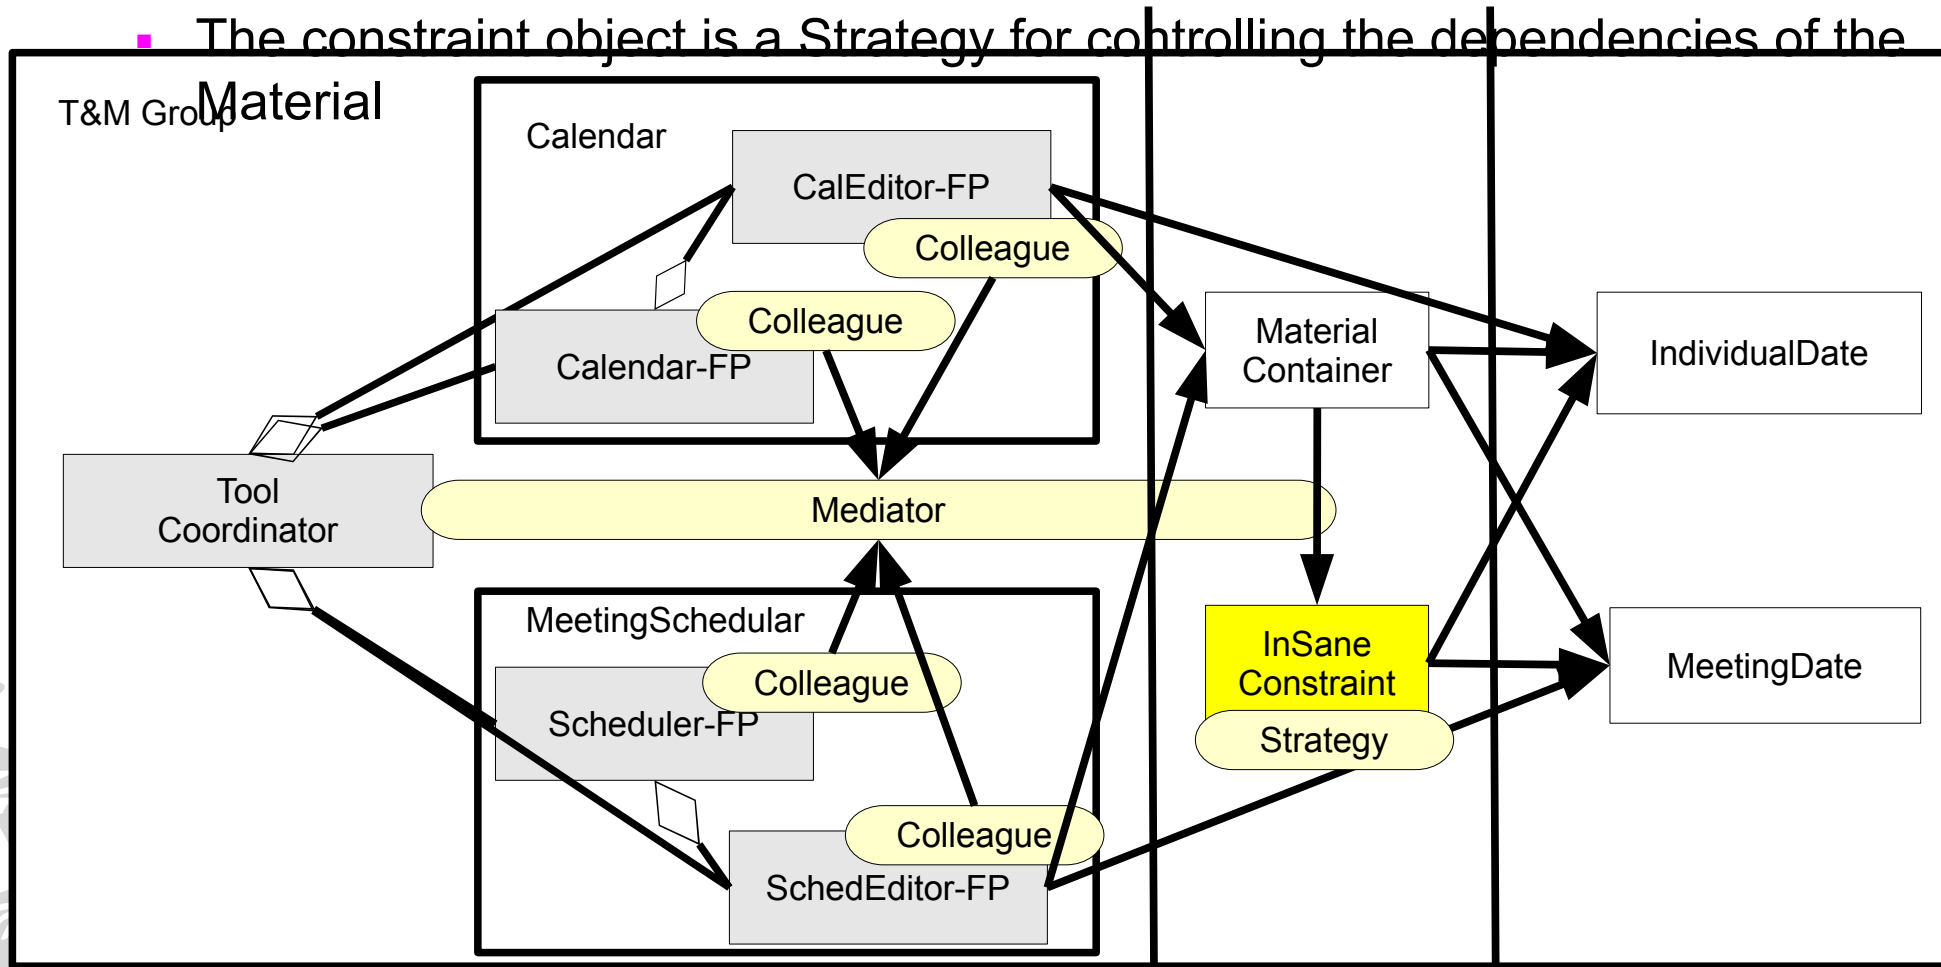 The constraint object is a Strategy for controlling the dependencies of the
Material
T&M Group
Calendar
CalEditor-FP
Colleague
Colleague
Calendar-FP
Material
Container
IndividualDate
Tool
Coordinator
Mediator
MeetingSchedular
InSane
Constraint
MeetingDate
Colleague
Scheduler-FP
Strategy
Colleague
SchedEditor-FP